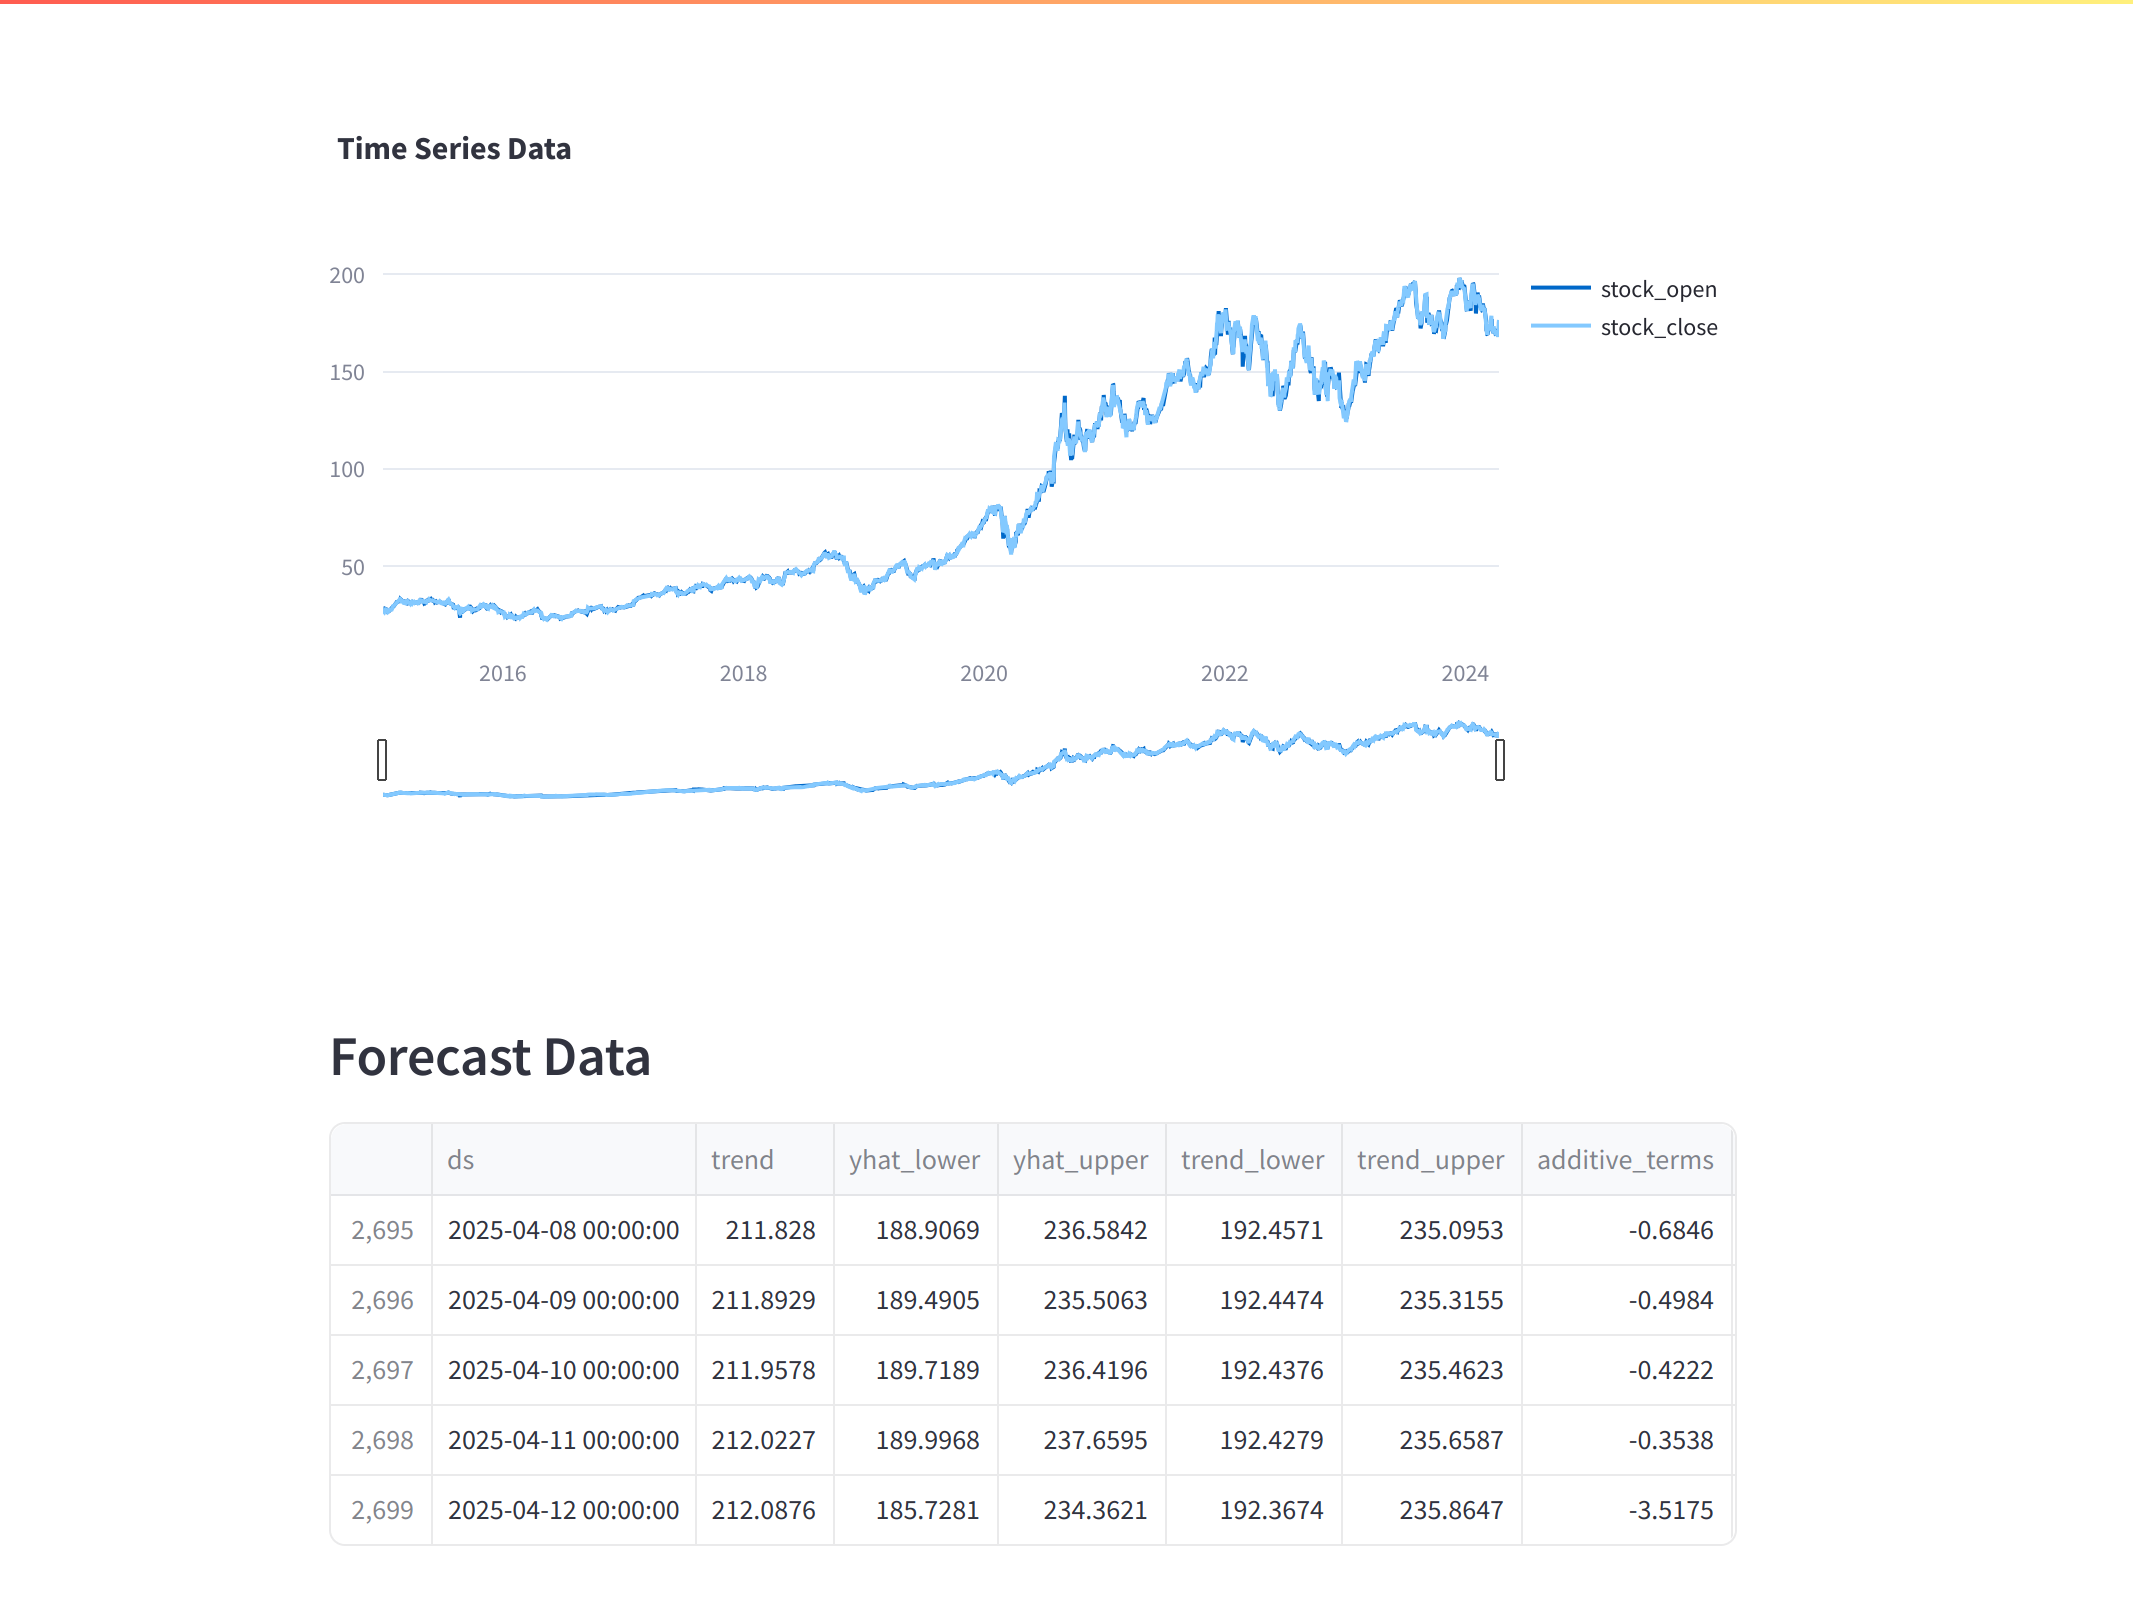 Time Series Data
200
150
100
50
stock_open
stock_close
2016 2018 2020 2022 2024
Forecast Data
ds trend yhat_lower yhat_upper trend_lower trend_upper additive_terms
2,695 2025-04-08 00:00:00 211.828 188.9069 236.5842 192.4571 235.0953 -0.6846
2,696 2025-04-09 00:00:00 211.8929 189.4905 235.5063 192.4474 235.3155 -0.4984
2,697 2025-04-10 00:00:00 211.9578 189.7189 236.4196 192.4376 235.4623 -0.4222
2,698 2025-04-11 00:00:00 212.0227 189.9968 237.6595 192.4279 235.6587 -0.3538
2,699 2025-04-12 00:00:00 212.0876 185.7281 234.3621 192.3674 235.8647 -3.5175